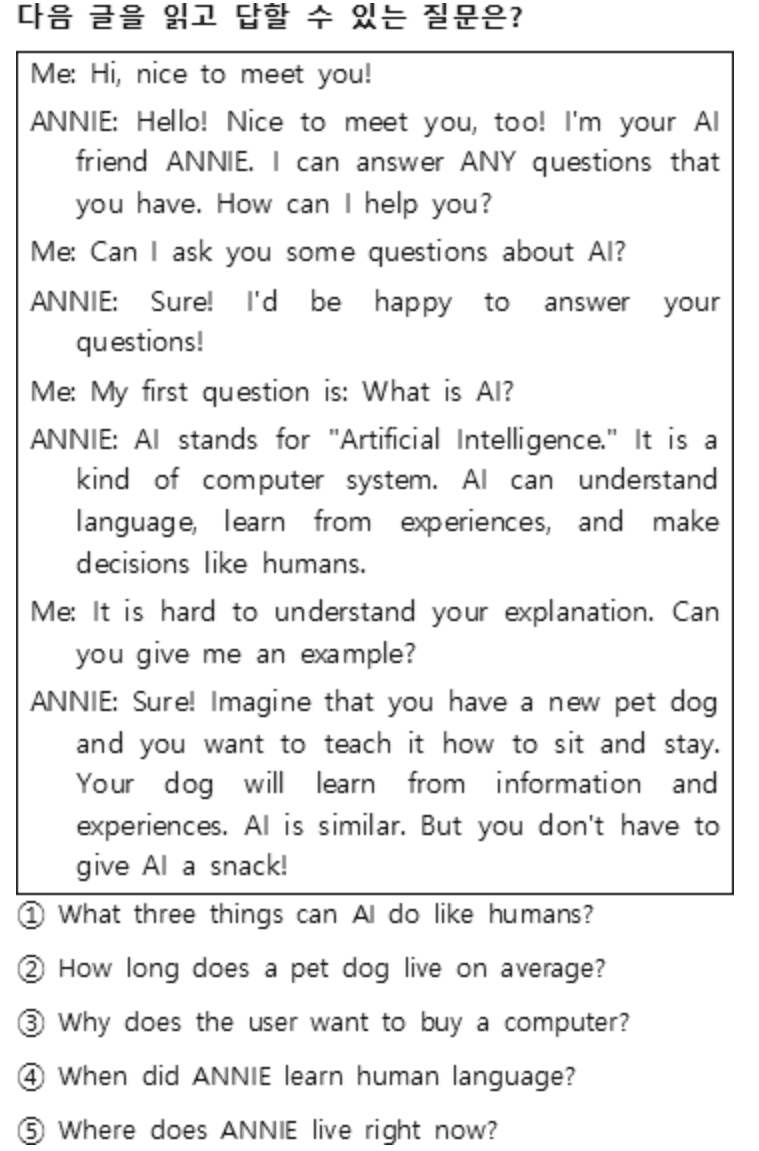 다음 글을 읽고 답할 수 있는 질문은?
Me: Hi, nice to meet you!
ANNIE: Hello! Nice to meet you, too! I'm your AI
friend ANNIE. I can answer ANY questions that
you have. How can I help you?
Me: Can I ask you some questions about AI?
ANNIE: Sure! I'd be happy to answer your
questions!
Me: My first question is: What is AI?
ANNIE: AI stands for "Artificial Intelligence." It is a
kind of computer system. AI can understand
language, learn from experiences, and make
decisions like humans.
Me: It is hard to understand your explanation. Can
you give me an example?
ANNIE: Sure! Imagine that you have a new pet dog
and you want to teach it how to sit and stay.
Your dog will learn from information and
experiences. AI is similar. But you don't have to
give AI a snack!
① What three things can AI do like humans?
② How long does a pet dog live on average?
③ Why does the user want to buy a computer?
④ When did ANNIE learn human language?
⑤ Where does ANNIE live right now?